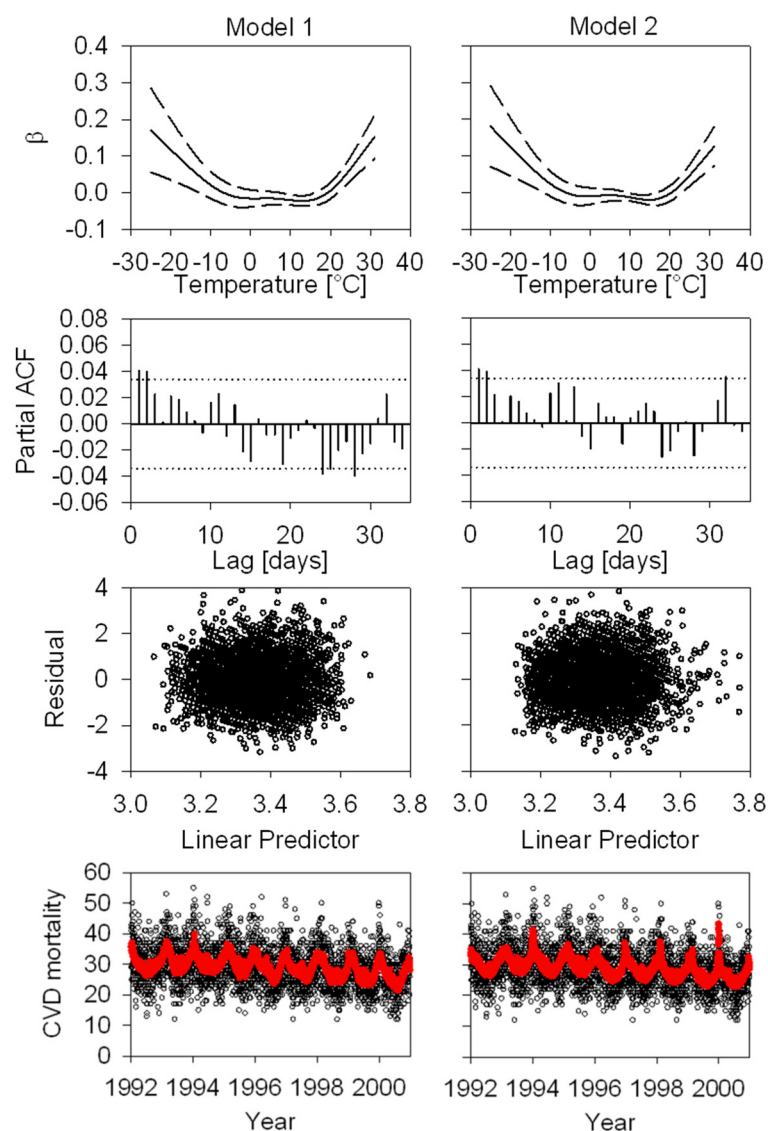 Model 1 Model 2
0.4
0.3
0.2
0.1
0.0
-0.1
β
-30 -20 -10 0 10 20 30 40 -30 -20 -10 0 10 20 30 40
Temperature [°C] Temperature [°C]
0.08
0.06
0.04
0.02
0.00
-0.02
-0.04
-0.06
Partial ACF
0 10 20 30 0 10 20 30
Lag [days] Lag [days]
4
2
0
-2
-4
Residual
3.0 3.2 3.4 3.6 3.8 3.0 3.2 3.4 3.6 3.8
Linear Predictor Linear Predictor
60
50
40
30
20
10
0
CVD mortality
1992 1994 1996 1998 2000 1992 1994 1996 1998 2000
Year Year